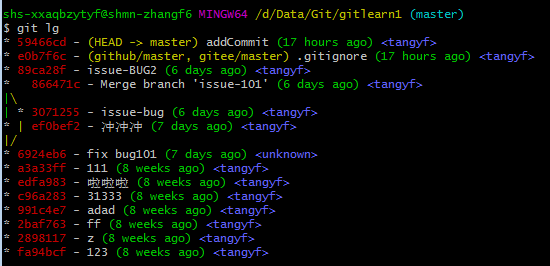 shs-xxaqbzytyf@shmn-zhangf6 MINGW64 /d/Data/Git/gitlearn1 (master)
$ git lg
* 59466cd - (HEAD -> master) addCommit (17 hours ago) <tangyf>
* e0b7f6c - (github/master, gitee/master) .gitignore (17 hours ago) <tangyf>
* 89ca28f - issue-BUG2 (6 days ago) <tangyf>
*   866471c - Merge branch 'issue-101' (6 days ago) <tangyf>
|\
| * 3071255 - issue-bug (6 days ago) <tangyf>
* | ef0bef2 - 冲冲冲 (7 days ago) <tangyf>
|/
* 6924eb6 - fix bug101 (7 days ago) <unknown>
* a3a33ff - 111 (8 weeks ago) <tangyf>
* edfa983 - 啦啦啦 (8 weeks ago) <tangyf>
* c96a283 - 31333 (8 weeks ago) <tangyf>
* 991c4e7 - adad (8 weeks ago) <tangyf>
* 2baf763 - ff (8 weeks ago) <tangyf>
* 2898117 - z (8 weeks ago) <tangyf>
* fa94bcf - 123 (8 weeks ago) <tangyf>